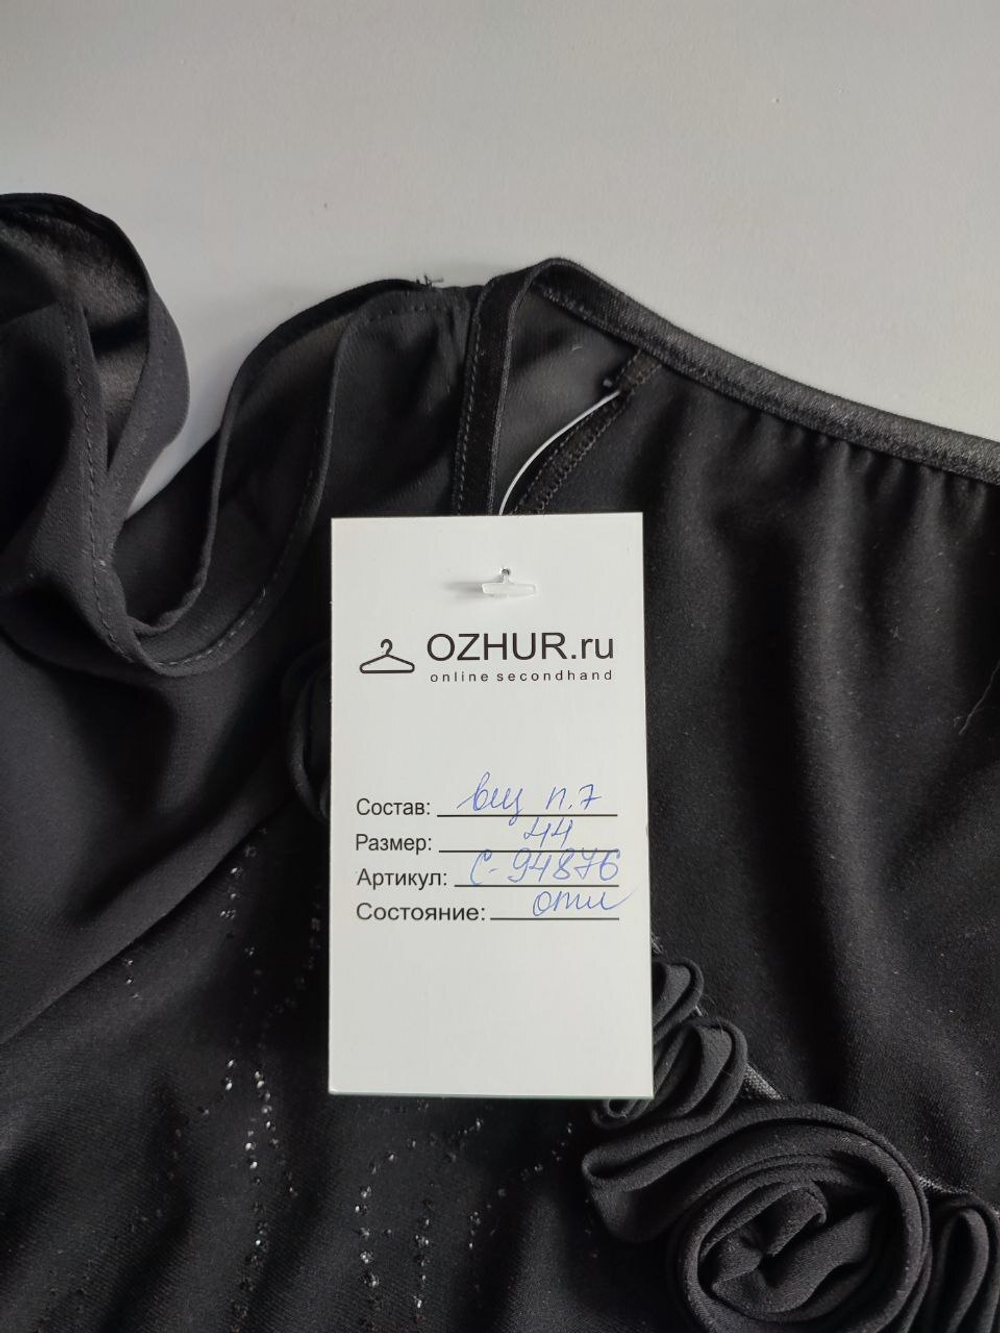 OZHUR.ru
online secondhand
Состав: виц п.7
Размер: 44
Артикул: С-94876
Состояние: отл